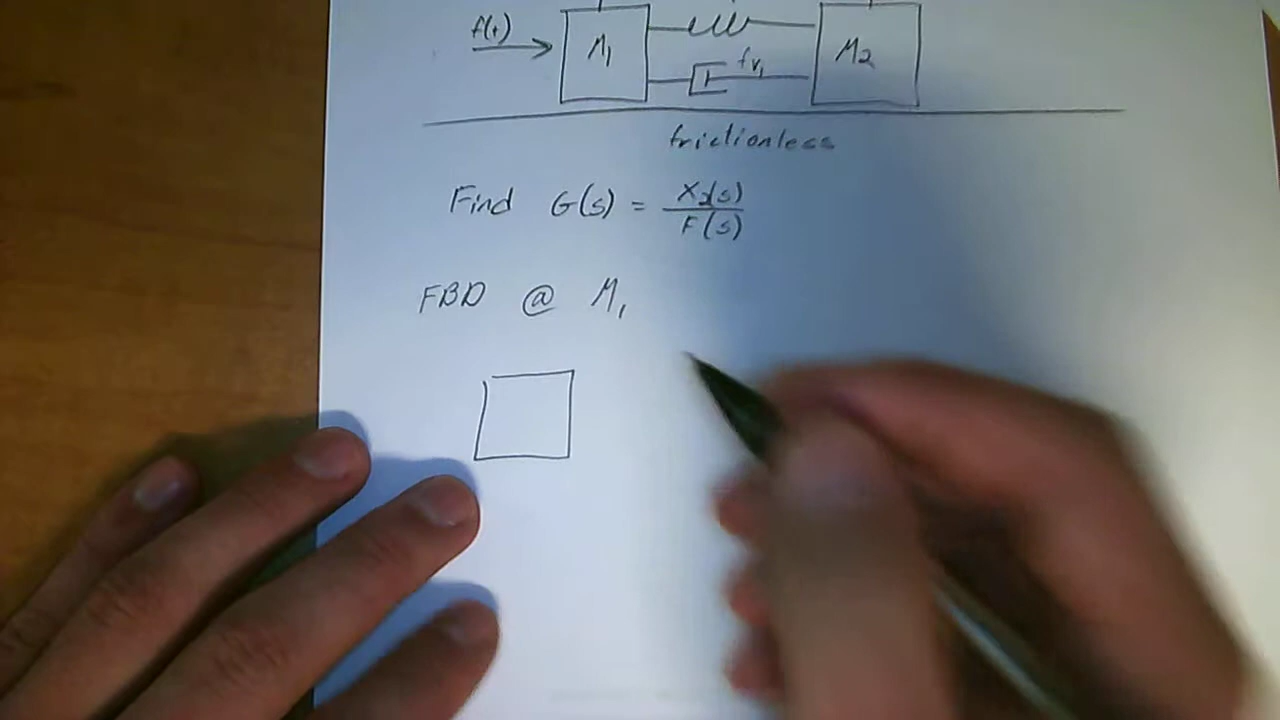 f(t) M₁ M₂
fv₁
frictionless
Find G(s) = X₂(s) / F(s)
FBD @ M₁